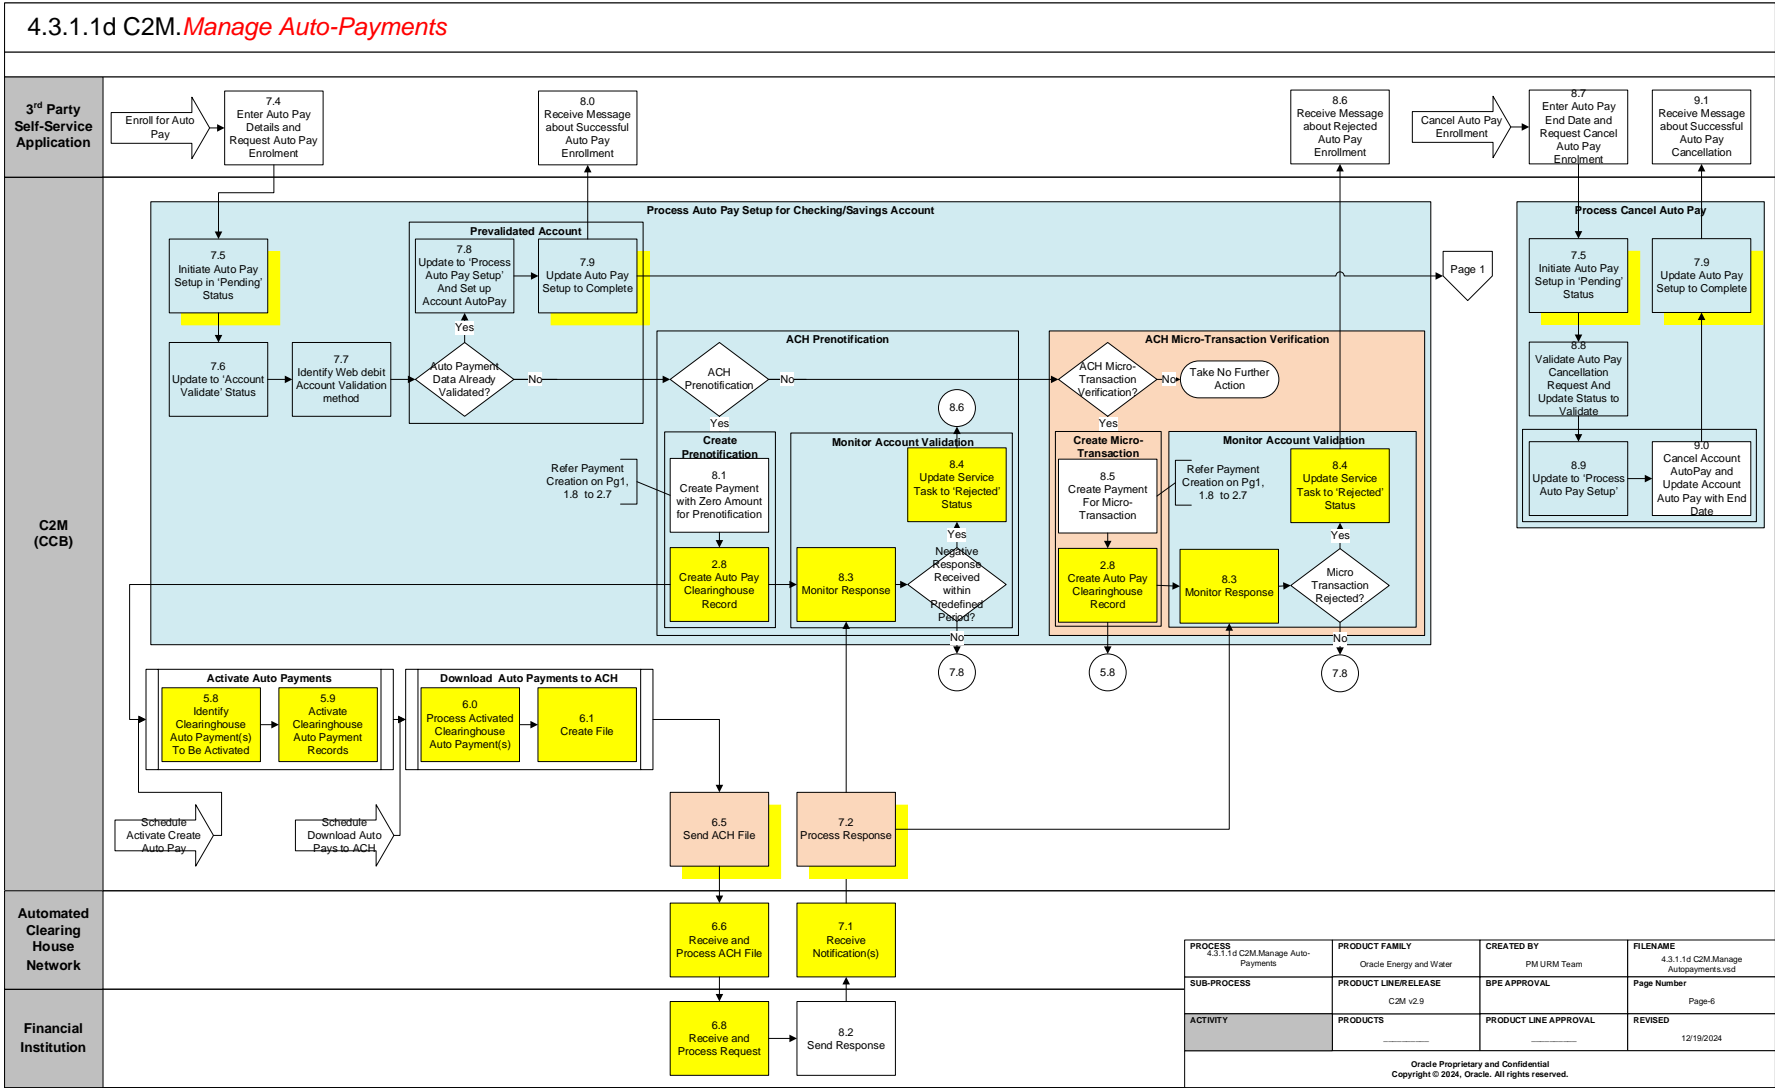 4.3.1.1d C2M.Manage Auto-Payments
3rd Party
Self-Service
Application
Enroll for Auto
Pay
7.4
Enter Auto Pay
Details and
Request Auto Pay
Enrolment
8.0
Receive Message
about Successful
Auto Pay
Enrollment
8.6
Receive Message
about Rejected
Auto Pay
Enrollment
Cancel Auto Pay
Enrollment
8.7
Enter Auto Pay
End Date and
Request Cancel
Auto Pay
Enrolment
9.1
Receive Message
about Successful
Auto Pay
Cancellation
C2M
(CCB)
Process Auto Pay Setup for Checking/Savings Account
7.5
Initiate Auto Pay
Setup in 'Pending'
Status
7.6
Update to 'Account
Validate' Status
7.7
Identify Web debit
Account Validation
method
Prevalidated Account
7.8
Update to 'Process
Auto Pay Setup'
And Set up
Account AutoPay
7.9
Update Auto Pay
Setup to Complete
Yes
Auto Payment
Data Already
Validated?
No
Page 1
ACH Prenotification
ACH
Prenotification
No
Yes
Create
Prenotification
Refer Payment
Creation on Pg1,
1.8 to 2.7
8.1
Create Payment
with Zero Amount
for Prenotification
2.8
Create Auto Pay
Clearinghouse
Record
8.6
Monitor Account Validation
8.4
Update Service
Task to 'Rejected'
Status
Yes
8.3
Monitor Response
Negative
Response
Received
within
Predefined
Period?
No
7.8
ACH Micro-Transaction Verification
ACH Micro-
Transaction
Verification?
No
Take No Further
Action
Yes
Create Micro-
Transaction
8.5
Create Payment
For Micro-
Transaction
Refer Payment
Creation on Pg1,
1.8 to 2.7
2.8
Create Auto Pay
Clearinghouse
Record
5.8
Monitor Account Validation
8.4
Update Service
Task to 'Rejected'
Status
Yes
8.3
Monitor Response
Micro
Transaction
Rejected?
No
7.8
Process Cancel Auto Pay
7.5
Initiate Auto Pay
Setup in 'Pending'
Status
7.9
Update Auto Pay
Setup to Complete
8.8
Validate Auto Pay
Cancellation
Request And
Update Status to
Validate
8.9
Update to 'Process
Auto Pay Setup'
9.0
Cancel Account
AutoPay and
Update Account
Auto Pay with End
Date
Activate Auto Payments
5.8
Identify
Clearinghouse
Auto Payment(s)
To Be Activated
5.9
Activate
Clearinghouse
Auto Payment
Records
Download Auto Payments to ACH
6.0
Process Activated
Clearinghouse
Auto Payment(s)
6.1
Create File
Schedule
Activate Create
Auto Pay
Schedule
Download Auto
Pays to ACH
6.5
Send ACH File
7.2
Process Response
Automated
Clearing
House
Network
6.6
Receive and
Process ACH File
7.1
Receive
Notification(s)
Financial
Institution
6.8
Receive and
Process Request
8.2
Send Response
PROCESS
4.3.1.1d C2M.Manage Auto-
Payments
PRODUCT FAMILY
Oracle Energy and Water
CREATED BY
PM URM Team
FILENAME
4.3.1.1d C2M.Manage
Autopayments.vsd
SUB-PROCESS
PRODUCT LINE/RELEASE
C2M v2.9
BPE APPROVAL
Page Number
Page-6
ACTIVITY
PRODUCTS
PRODUCT LINE APPROVAL
REVISED
12/19/2024
Oracle Proprietary and Confidential
Copyright © 2024, Oracle. All rights reserved.